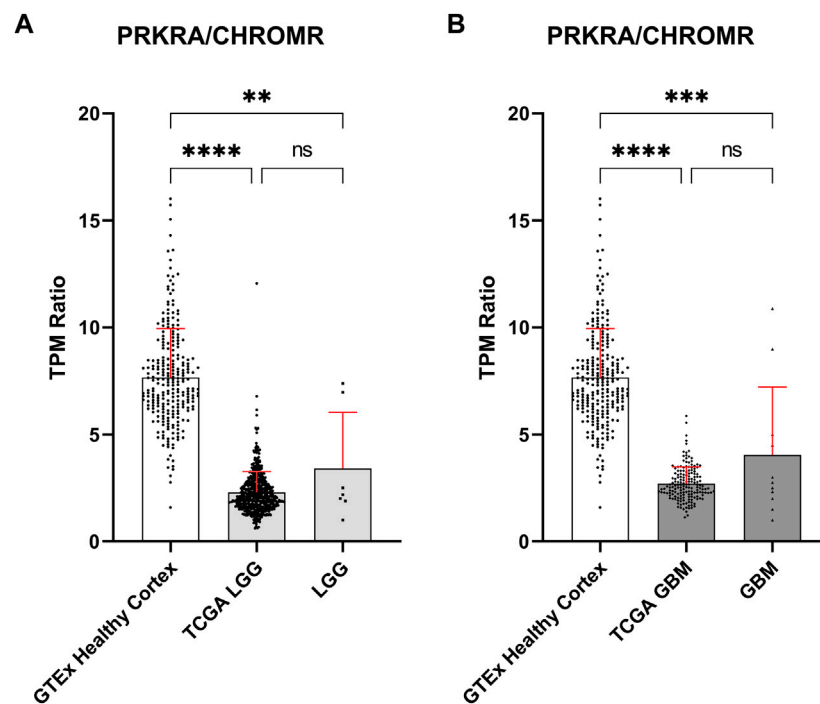 A
PRKRA/CHROMR
**
****
ns
TPM Ratio
20
15
10
5
0
GTEx Healthy Cortex
TCGA LGG
LGG
B
PRKRA/CHROMR
***
****
ns
TPM Ratio
20
15
10
5
0
GTEx Healthy Cortex
TCGA GBM
GBM